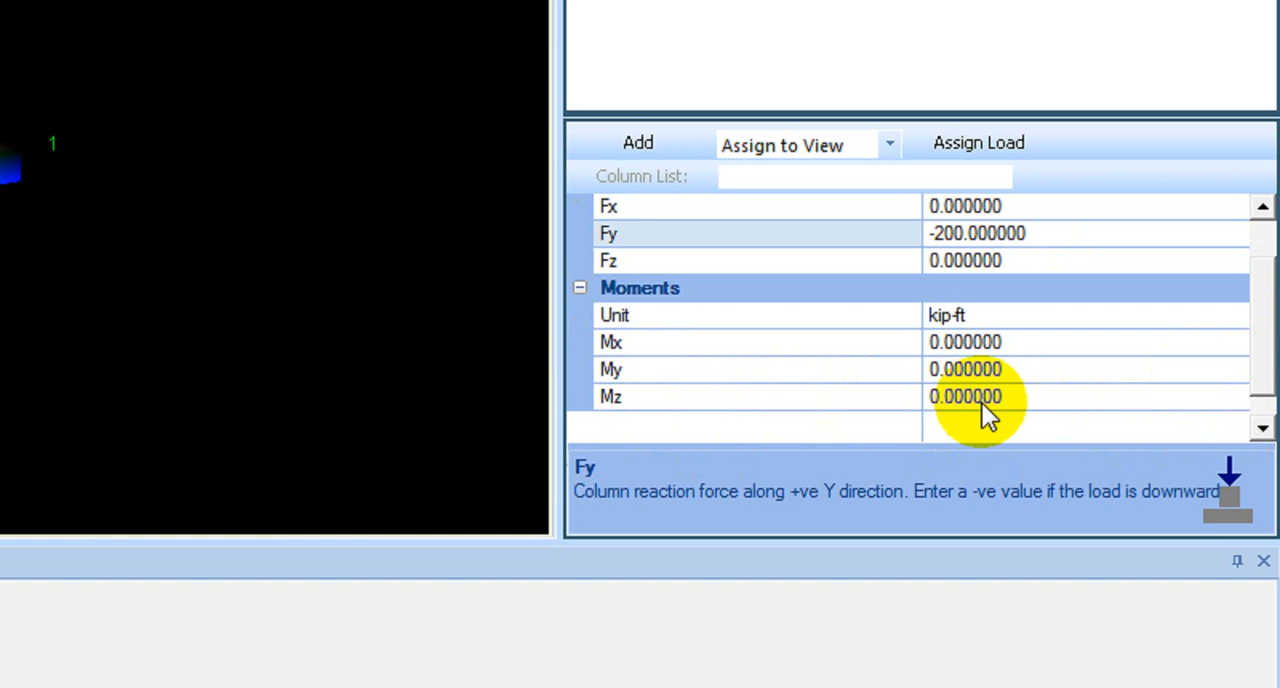 1
Add Assign to View Assign Load
Column List:
Fx 0.000000
Fy -200.000000
Fz 0.000000
Moments
Unit kip-ft
Mx 0.000000
My 0.000000
Mz 0.000000
Fy
Column reaction force along +ve Y direction. Enter a -ve value if the load is downward